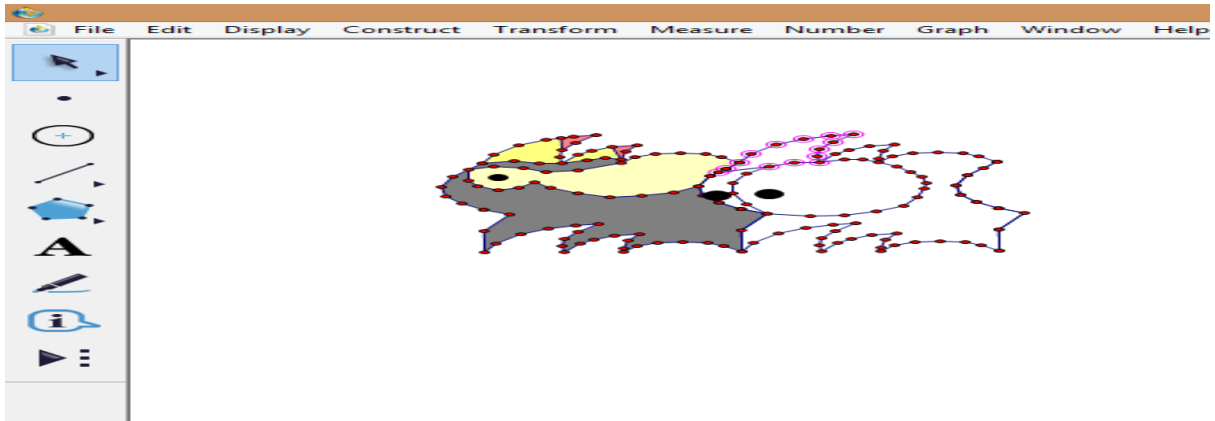 File Edit Display Construct Transform Measure Number Graph Window Help
A
i